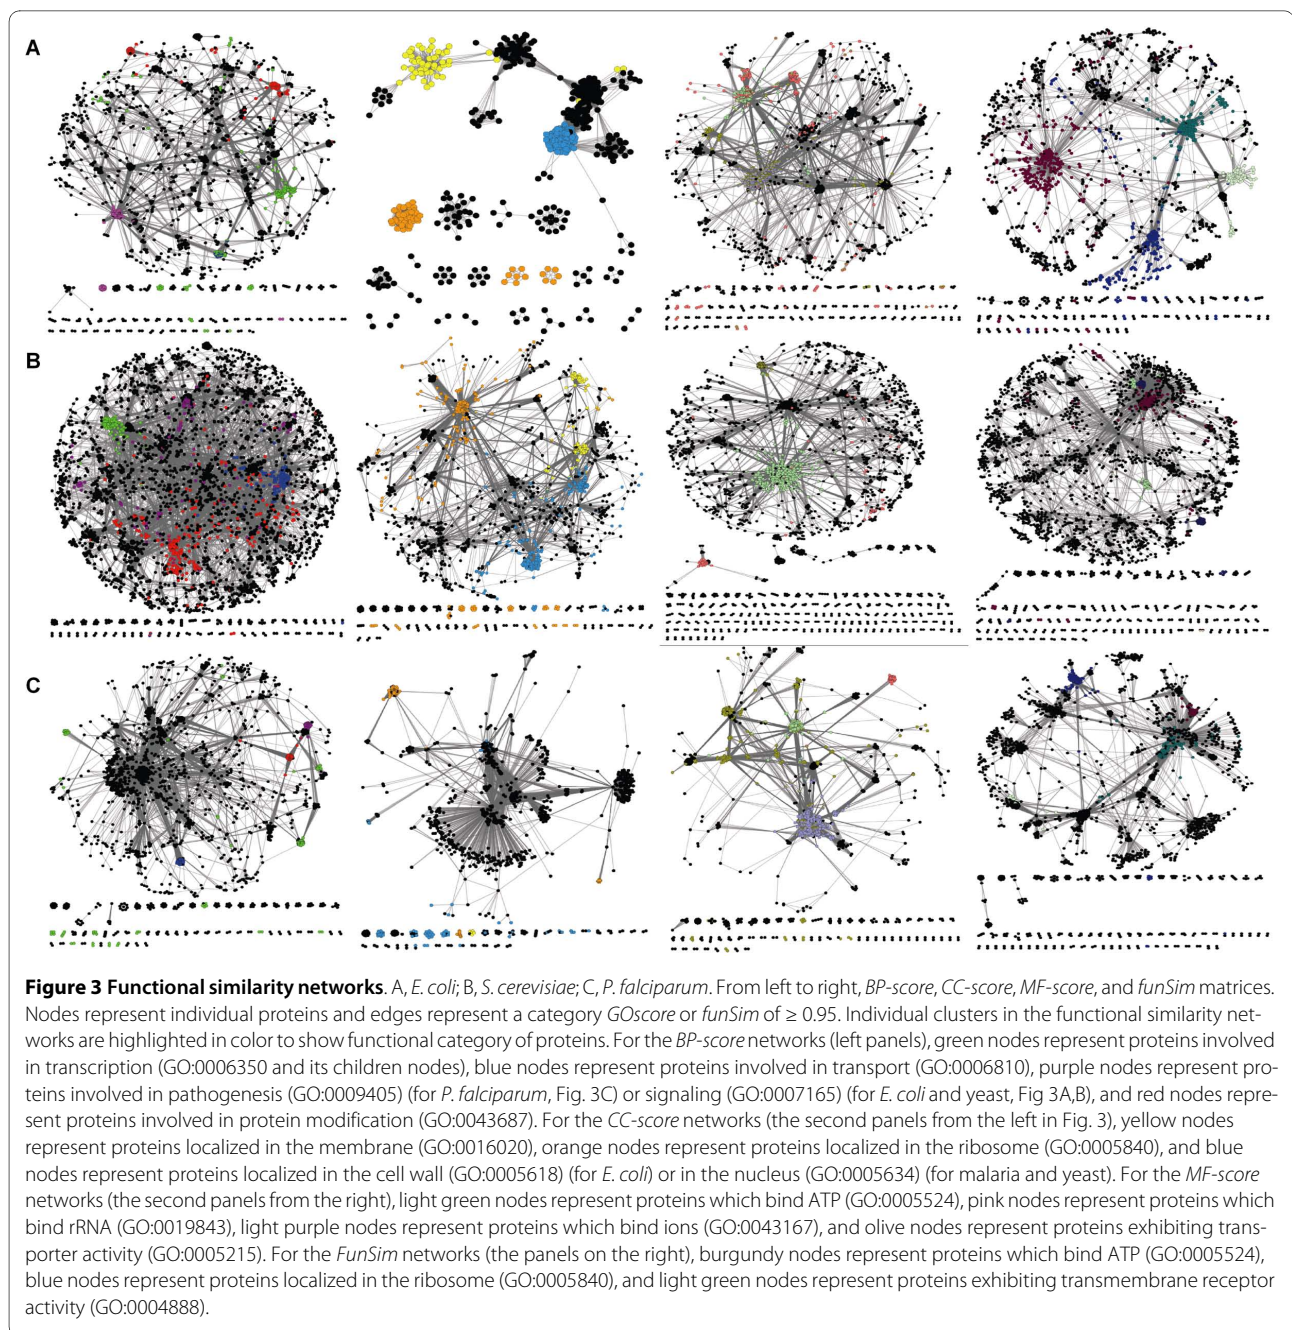 A
B
C
Figure 3 Functional similarity networks. A, E. coli; B, S. cerevisiae; C, P. falciparum. From left to right, BP-score, CC-score, MF-score, and funSim matrices.
Nodes represent individual proteins and edges represent a category GOscore or funSim of ≥ 0.95. Individual clusters in the functional similarity net-
works are highlighted in color to show functional category of proteins. For the BP-score networks (left panels), green nodes represent proteins involved
in transcription (GO:0006350 and its children nodes), blue nodes represent proteins involved in transport (GO:0006810), purple nodes represent pro-
teins involved in pathogenesis (GO:0009405) (for P. falciparum, Fig. 3C) or signaling (GO:0007165) (for E. coli and yeast, Fig 3A,B), and red nodes repre-
sent proteins involved in protein modification (GO:0043687). For the CC-score networks (the second panels from the left in Fig. 3), yellow nodes
represent proteins localized in the membrane (GO:0016020), orange nodes represent proteins localized in the ribosome (GO:0005840), and blue
nodes represent proteins localized in the cell wall (GO:0005618) (for E. coli) or in the nucleus (GO:0005634) (for malaria and yeast). For the MF-score
networks (the second panels from the right), light green nodes represent proteins which bind ATP (GO:0005524), pink nodes represent proteins which
bind rRNA (GO:0019843), light purple nodes represent proteins which bind ions (GO:0043167), and olive nodes represent proteins exhibiting trans-
porter activity (GO:0005215). For the FunSim networks (the panels on the right), burgundy nodes represent proteins which bind ATP (GO:0005524),
blue nodes represent proteins localized in the ribosome (GO:0005840), and light green nodes represent proteins exhibiting transmembrane receptor
activity (GO:0004888).